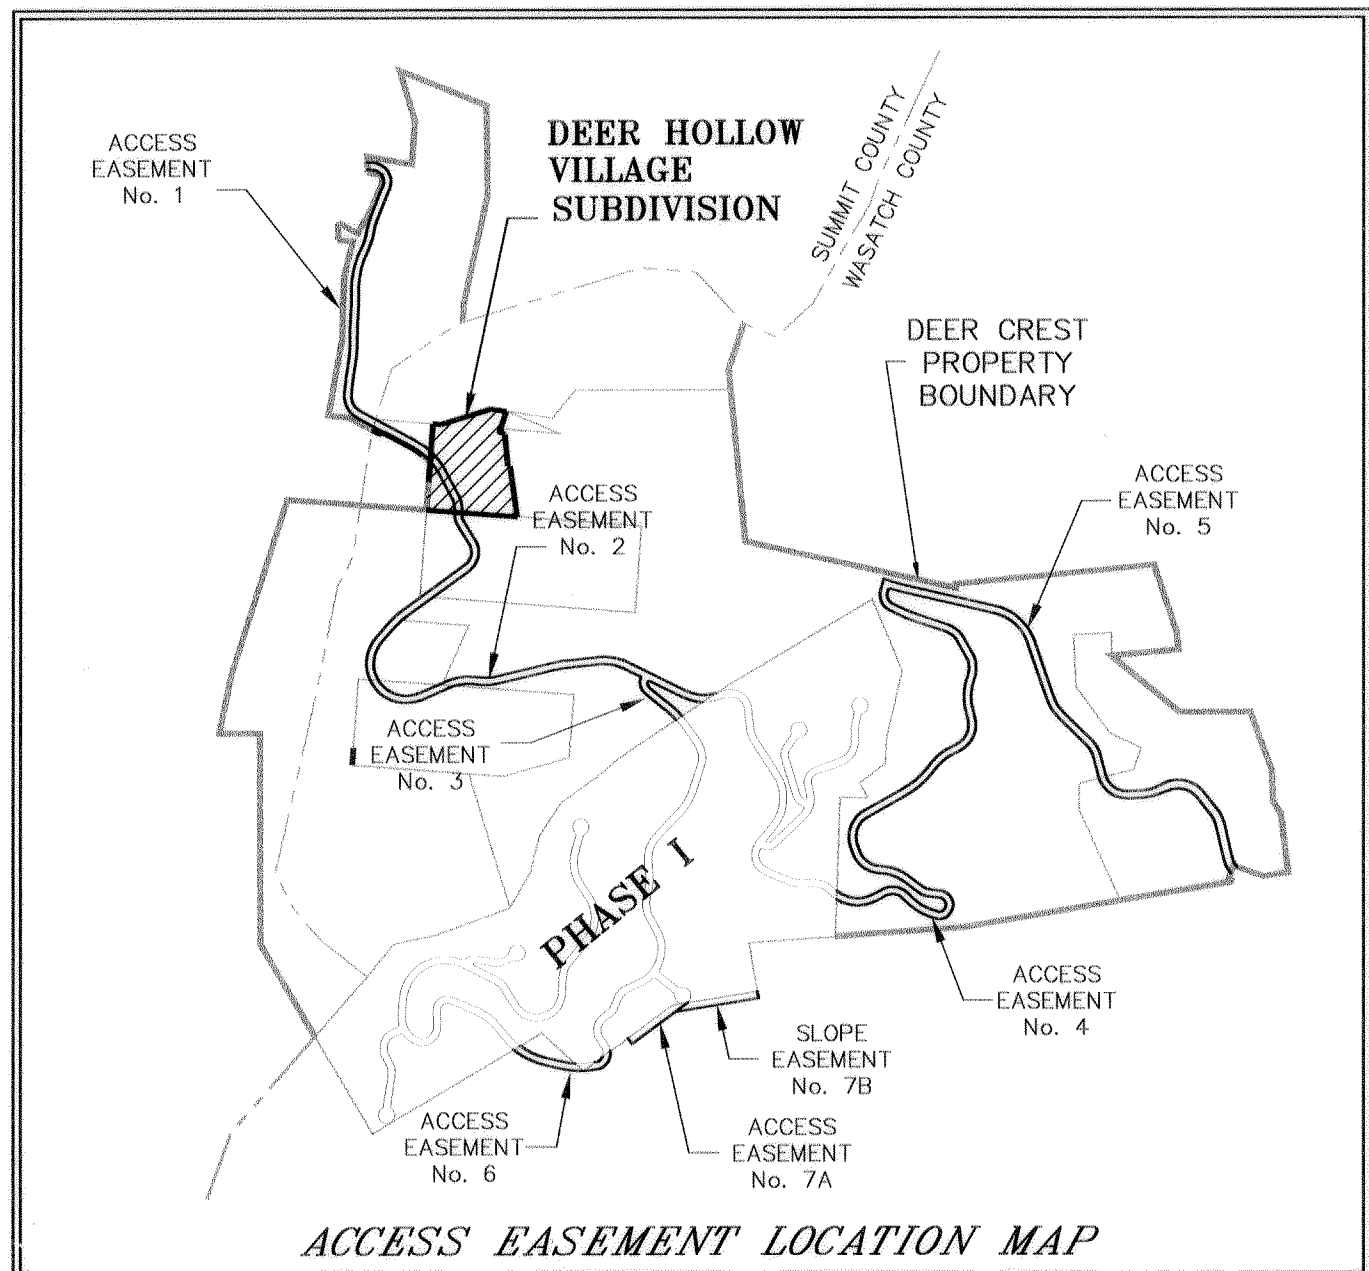 ACCESS
EASEMENT
No. 1
DEER HOLLOW
VILLAGE
SUBDIVISION
SUMMIT COUNTY
WASATCH COUNTY
DEER CREST
PROPERTY
BOUNDARY
ACCESS
EASEMENT
No. 5
ACCESS
EASEMENT
No. 2
ACCESS
EASEMENT
No. 3
PHASE I
ACCESS
EASEMENT
No. 4
SLOPE
EASEMENT
No. 7B
ACCESS
EASEMENT
No. 6
ACCESS
EASEMENT
No. 7A
ACCESS EASEMENT LOCATION MAP